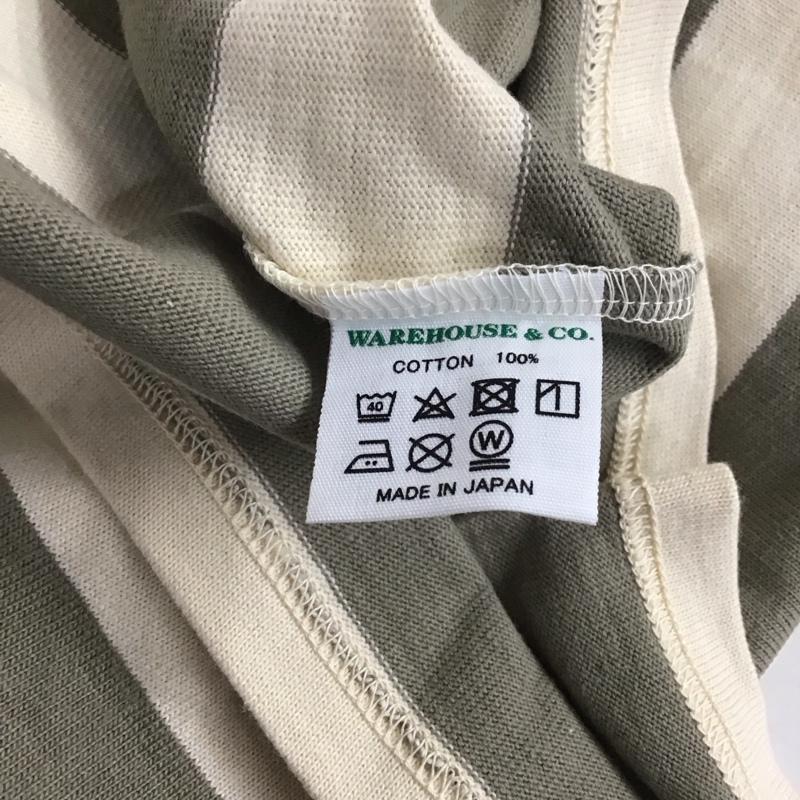 WAREHOUSE & CO.
COTTON 100%
40
W
MADE IN JAPAN